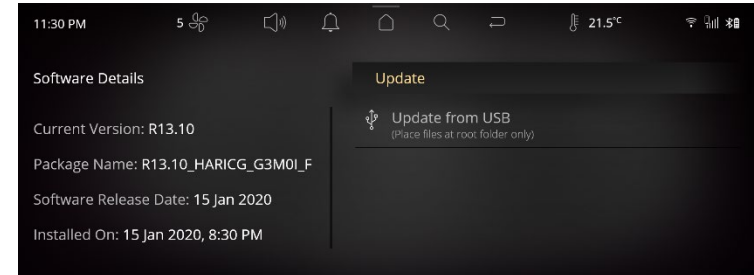 11:30 PM 5 21.5°C
Software Details
Current Version: R13.10
Package Name: R13.10_HARICG_G3M0I_F
Software Release Date: 15 Jan 2020
Installed On: 15 Jan 2020, 8:30 PM
Update
Update from USB
(Place files at root folder only)